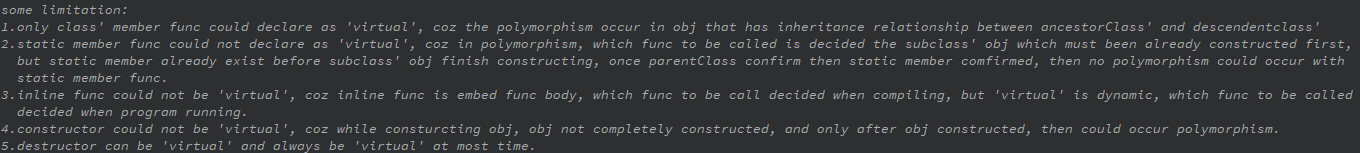 some limitation:
1.only class' member func could declare as 'virtual', coz the polymorphism occur in obj that has inheritance relationship between ancestorClass' and descendentclass'
2.static member func could not declare as 'virtual', coz in polymorphism, which func to be called is decided the subclass' obj which must been already constructed first,
but static member already exist before subclass' obj finish constructing, once parentClass confirm then static member comfirmed, then no polymorphism could occur with
static member func.
3.inline func could not be 'virtual', coz inline func is embed func body, which func to be call decided when compiling, but 'virtual' is dynamic, which func to be called
decided when program running.
4.constructor could not be 'virtual', coz while consturcting obj, obj not completely constructed, and only after obj constructed, then could occur polymorphism.
5.destructor can be 'virtual' and always be 'virtual' at most time.